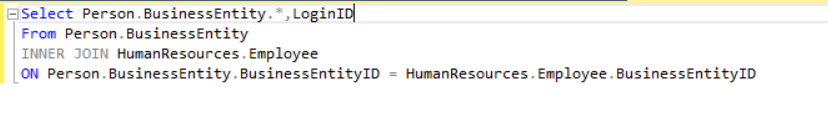 Select Person.BusinessEntity.*,LoginID
From Person.BusinessEntity
INNER JOIN HumanResources.Employee
ON Person.BusinessEntity.BusinessEntityID = HumanResources.Employee.BusinessEntityID